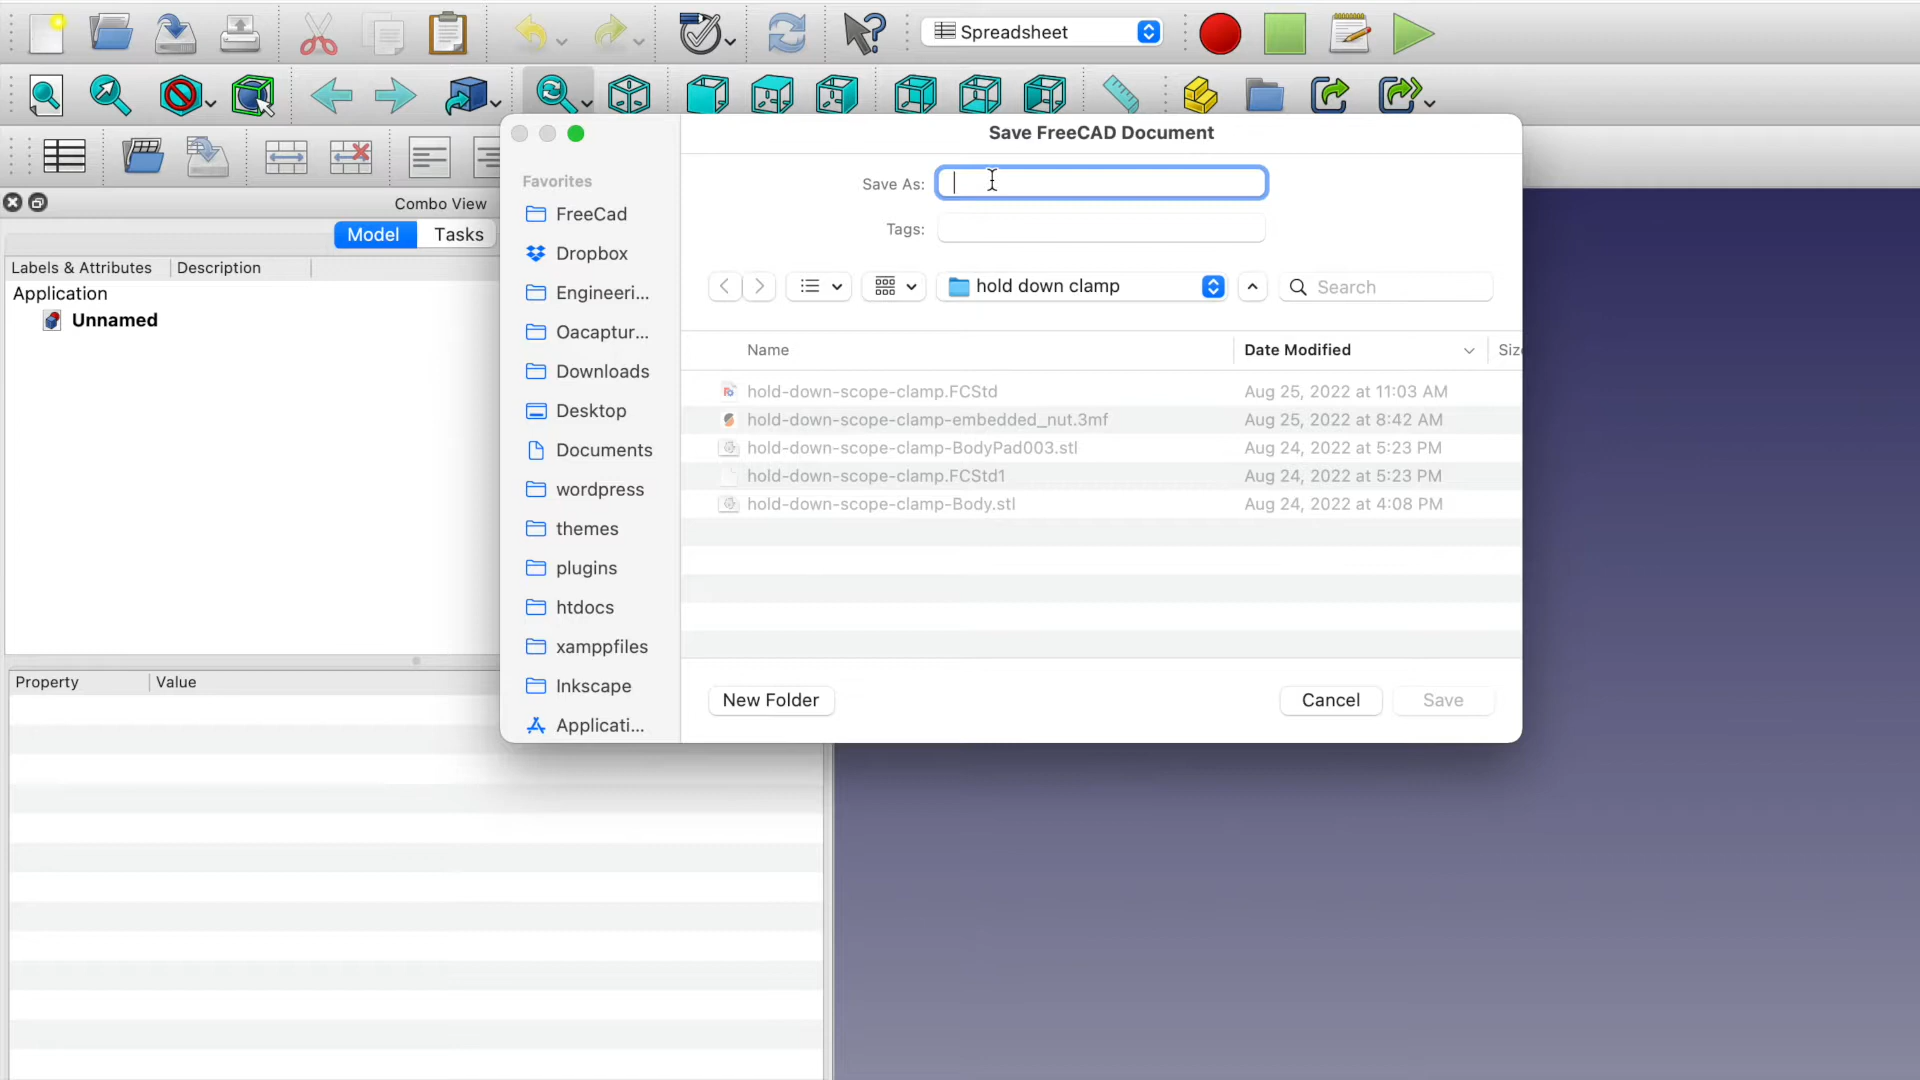 Spreadsheet
Save FreeCAD Document
Save As:
Tags:
Favorites
FreeCad
Dropbox
Engineeri...
Oacaptur...
Downloads
Desktop
Documents
wordpress
themes
plugins
htdocs
xamppfiles
Inkscape
Applicati...
hold down clamp
Search
Name Date Modified Siz
hold-down-scope-clamp.FCStd Aug 25, 2022 at 11:03 AM
hold-down-scope-clamp-embedded_nut.3mf Aug 25, 2022 at 8:42 AM
hold-down-scope-clamp-BodyPad003.stl Aug 24, 2022 at 5:23 PM
hold-down-scope-clamp.FCStd1 Aug 24, 2022 at 5:23 PM
hold-down-scope-clamp-Body.stl Aug 24, 2022 at 4:08 PM
New Folder Cancel Save
Combo View
Model Tasks
Labels & Attributes Description
Application
Unnamed
Property Value